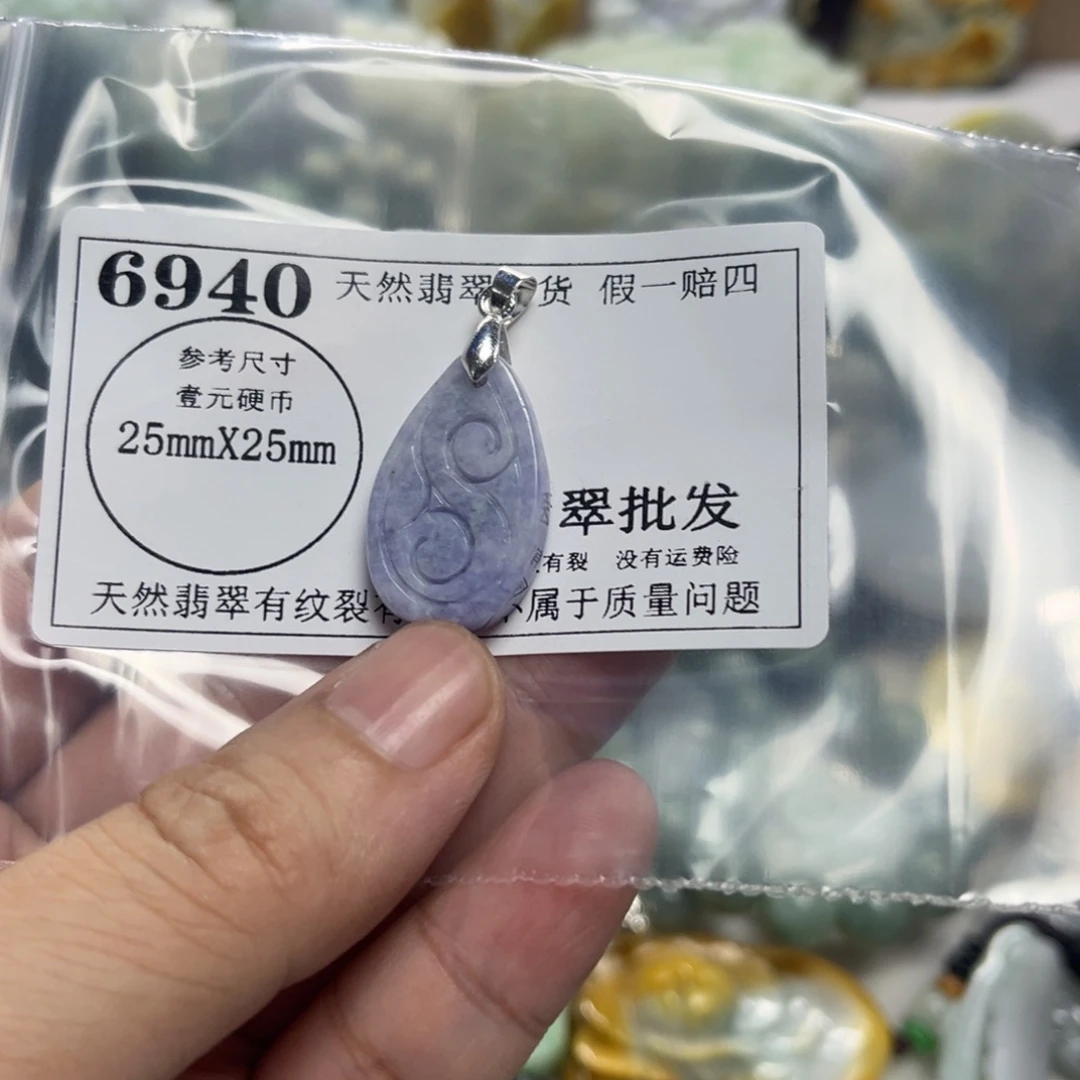 6940 天然翡翠 货 假一赔四
参考尺寸
壹元硬币
25mmX25mm
翠批发
有裂 没有运费险
天然翡翠有纹裂 属于质量问题